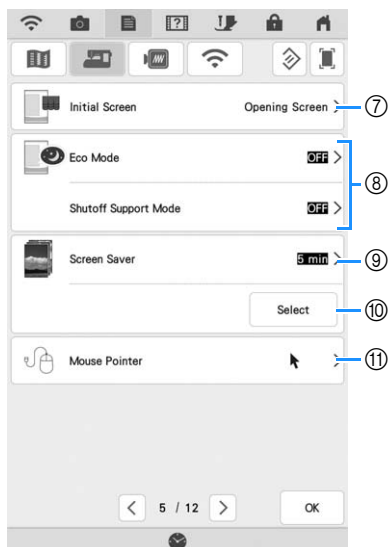 Initial Screen Opening Screen ⑦
Eco Mode OFF
⑧
Shutoff Support Mode OFF
Screen Saver 5 min ⑨
Select ⑩
Mouse Pointer ⑪
5 / 12 OK